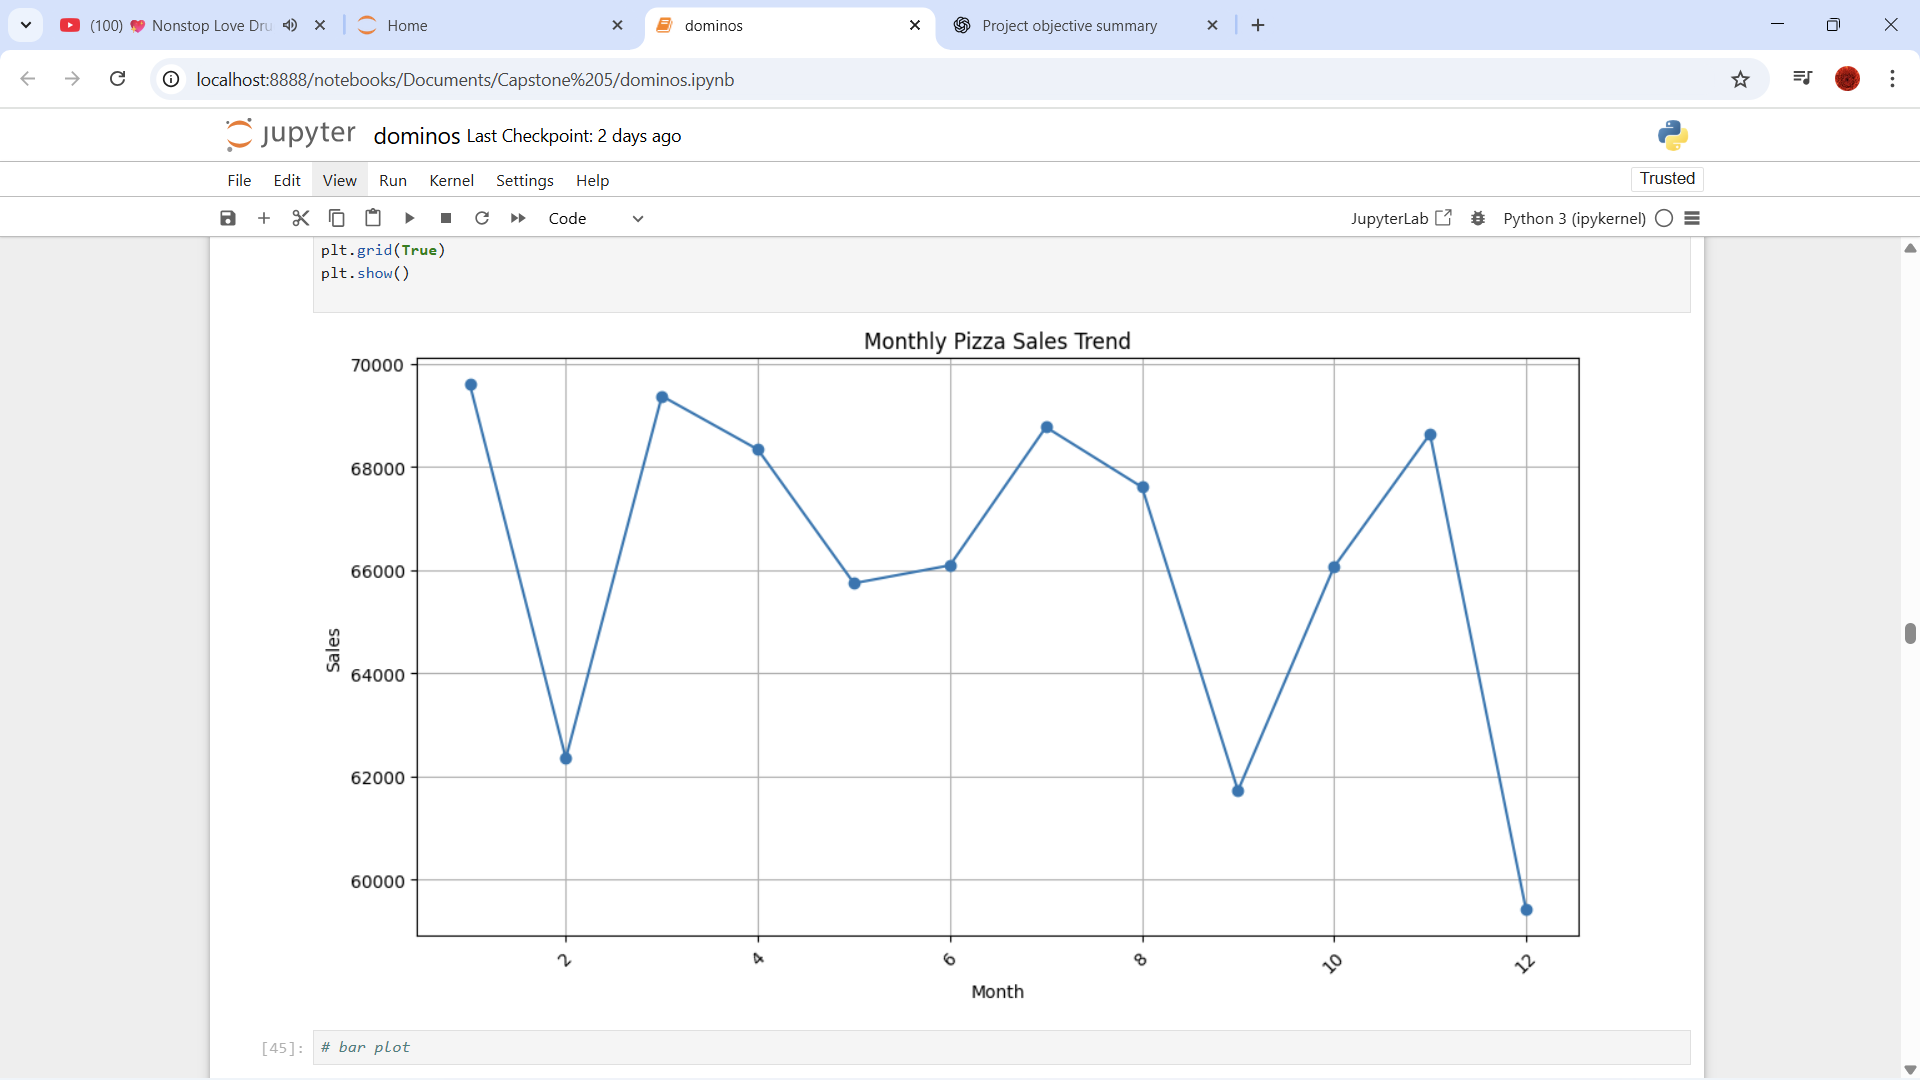 (100) 💖 Nonstop Love Dru
Home
dominos
Project objective summary
localhost:8888/notebooks/Documents/Capstone%205/dominos.ipynb
jupyter dominos Last Checkpoint: 2 days ago
File Edit View Run Kernel Settings Help
Trusted
Code
JupyterLab
Python 3 (ipykernel)
plt.grid(True)
plt.show()
Monthly Pizza Sales Trend
70000
68000
66000
64000
62000
60000
Sales
2 4 6 8 10 12
Month
[45]: # bar plot